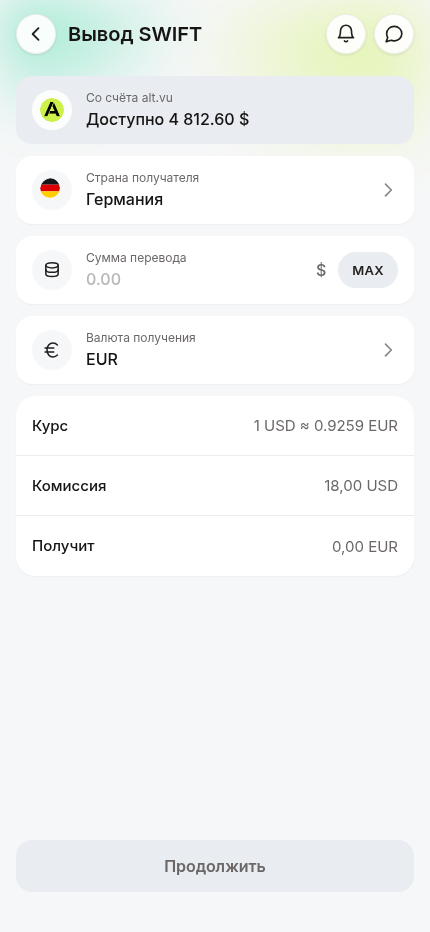 Вывод SWIFT
Со счёта alt.vu
Доступно 4 812.60 $
Страна получателя
Германия
Сумма перевода
0.00
$
MAX
€
Валюта получения
EUR
Курс
1 USD ≈ 0.9259 EUR
Комиссия
18,00 USD
Получит
0,00 EUR
Продолжить